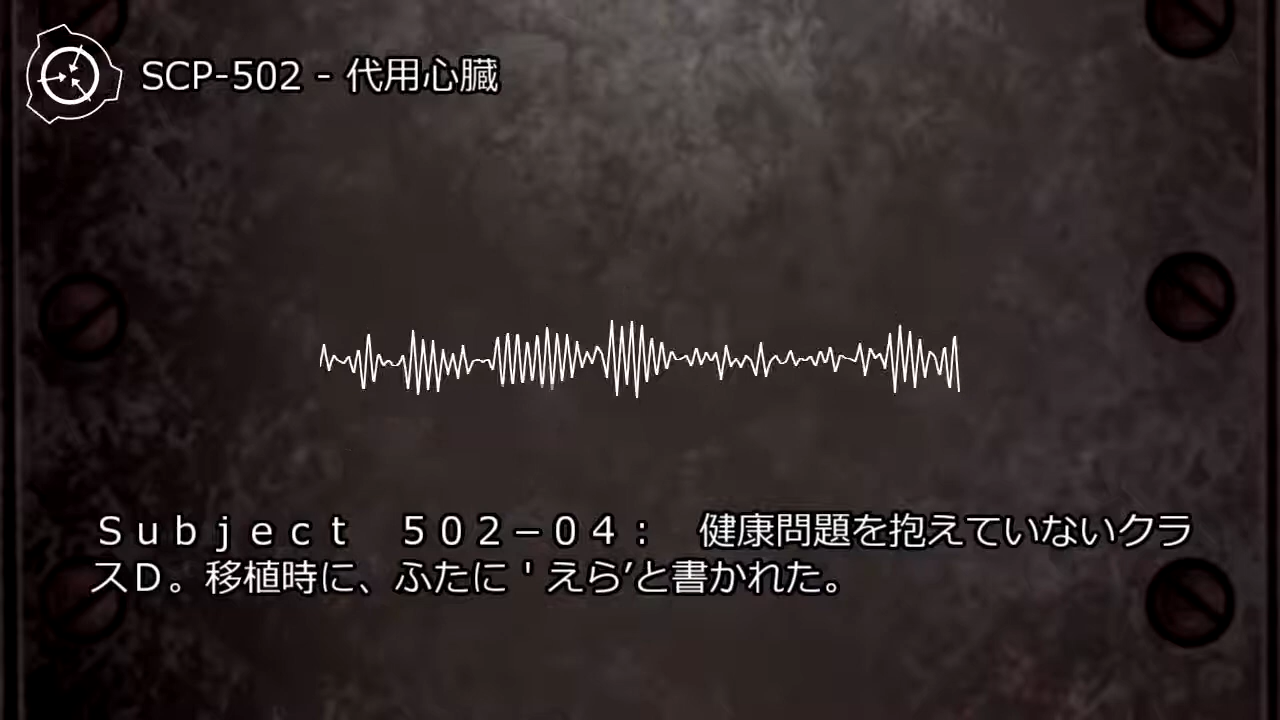 SCP-502 - 代用心臓
Ｓｕｂｊｅｃｔ　５０２－０４：　健康問題を抱えていないクラ
スＤ。移植時に、ふたに＇えら’と書かれた。